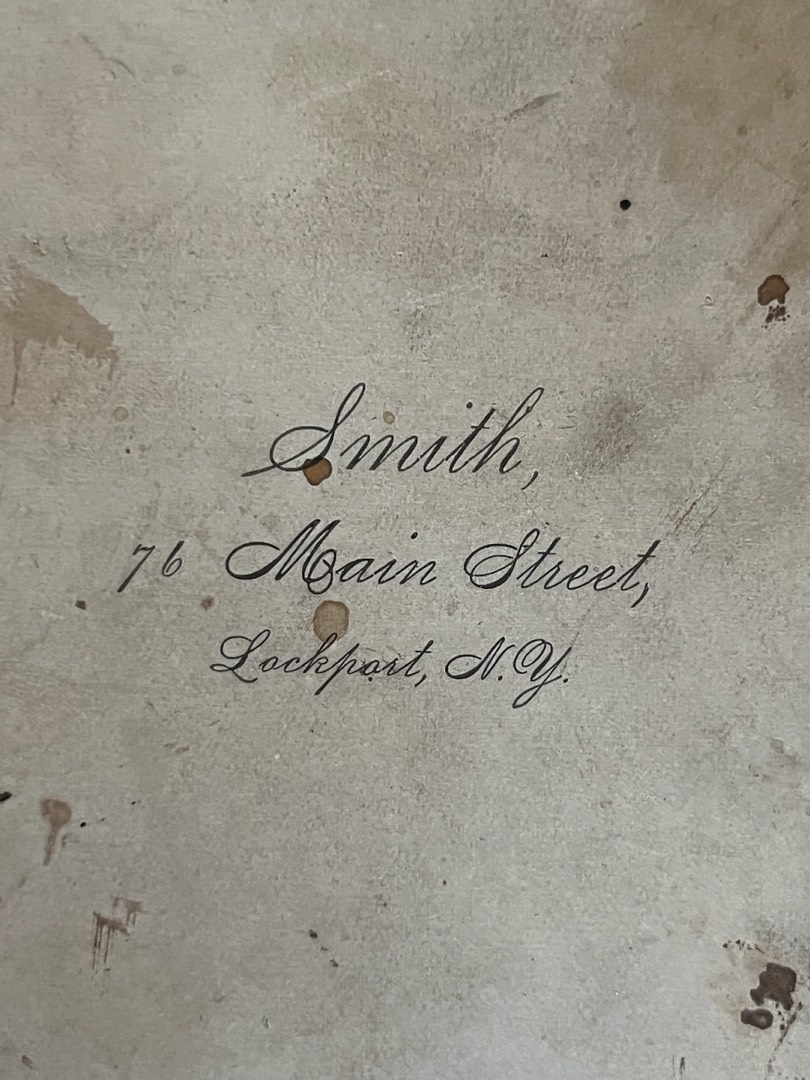 Smith,
76 Main Street,
Lockport, N.Y.